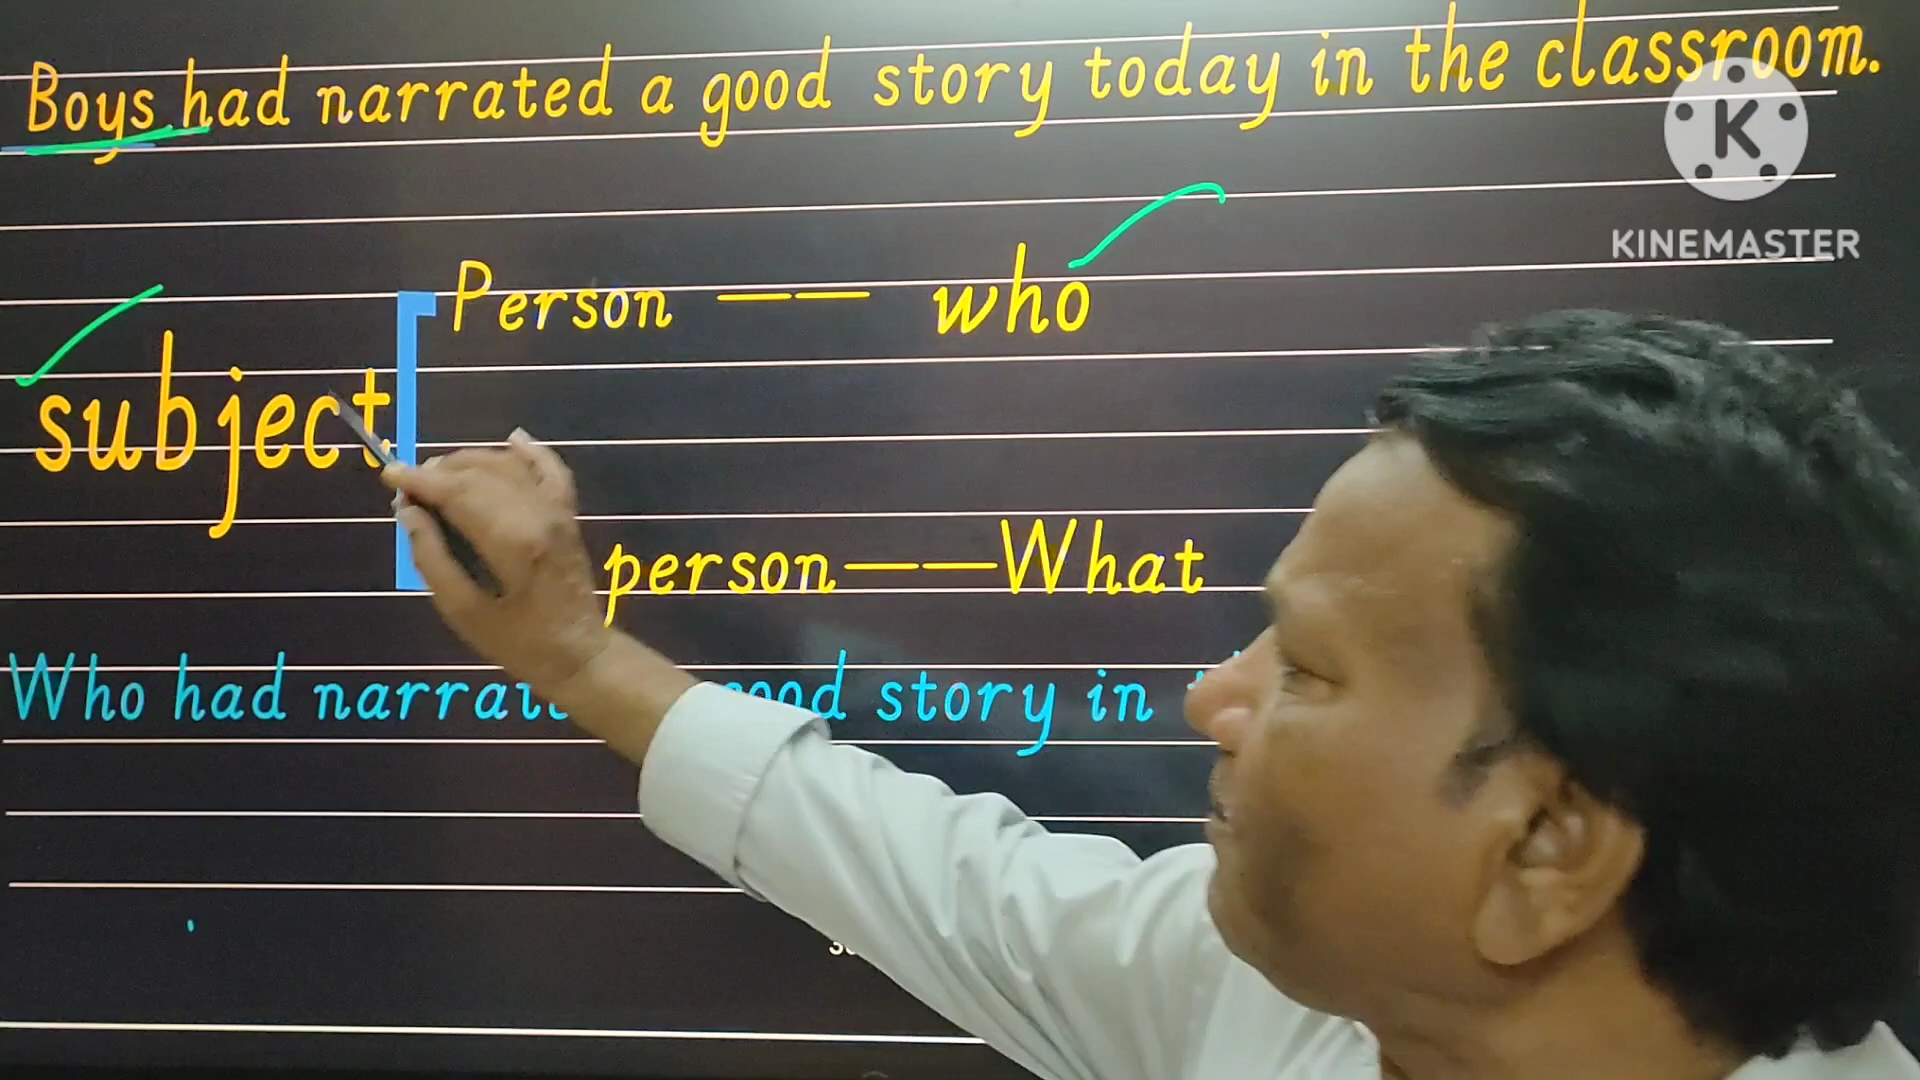 Boys had narrated a good story today in the classroom.
K
KINEMASTER
Person —— who
subject
person——What
Who had good story in